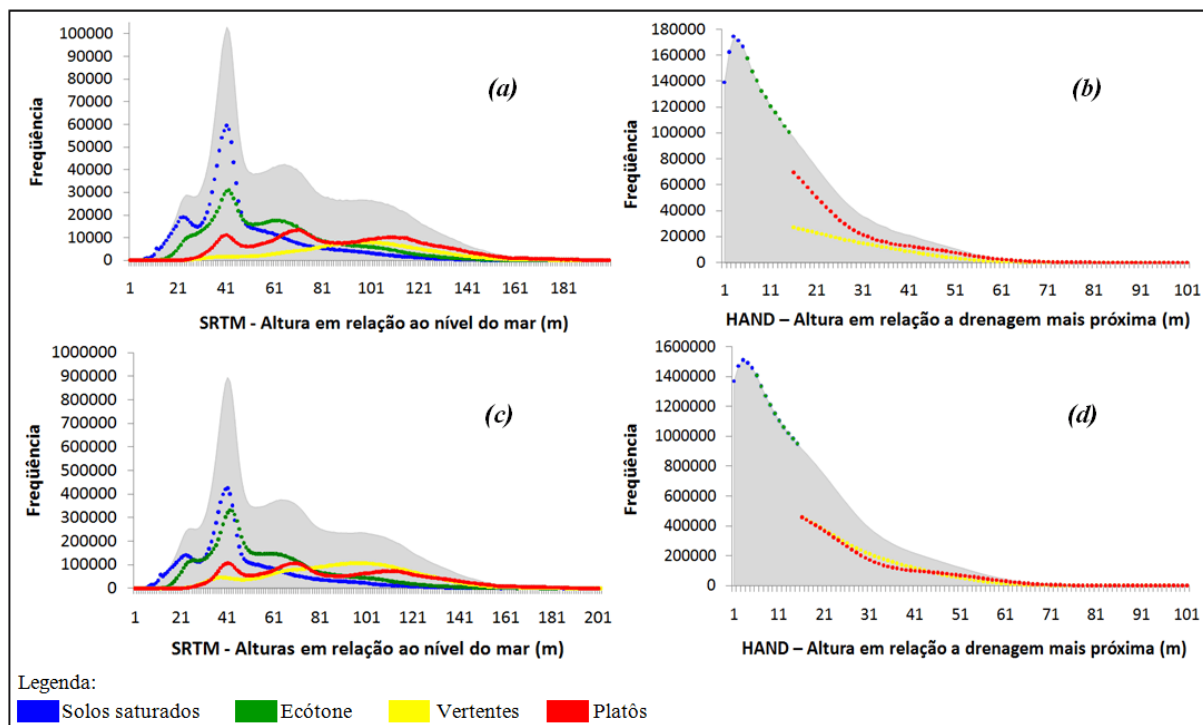 (a)
Freqüência
100000
90000
80000
70000
60000
50000
40000
30000
20000
10000
0
1 21 41 61 81 101 121 141 161 181
SRTM - Altura em relação ao nível do mar (m)
(b)
Freqüência
180000
160000
140000
120000
100000
80000
60000
40000
20000
0
1 11 21 31 41 51 61 71 81 91 101
HAND – Altura em relação a drenagem mais próxima (m)
(c)
Freqüência
1000000
900000
800000
700000
600000
500000
400000
300000
200000
100000
0
1 21 41 61 81 101 121 141 161 181 201
SRTM - Alturas em relação ao nível do mar (m)
(d)
Freqüência
1600000
1400000
1200000
1000000
800000
600000
400000
200000
0
1 11 21 31 41 51 61 71 81 91 101
HAND – Altura em relação a drenagem mais próxima (m)
Legenda:
Solos saturados Ecótone Vertentes Platôs